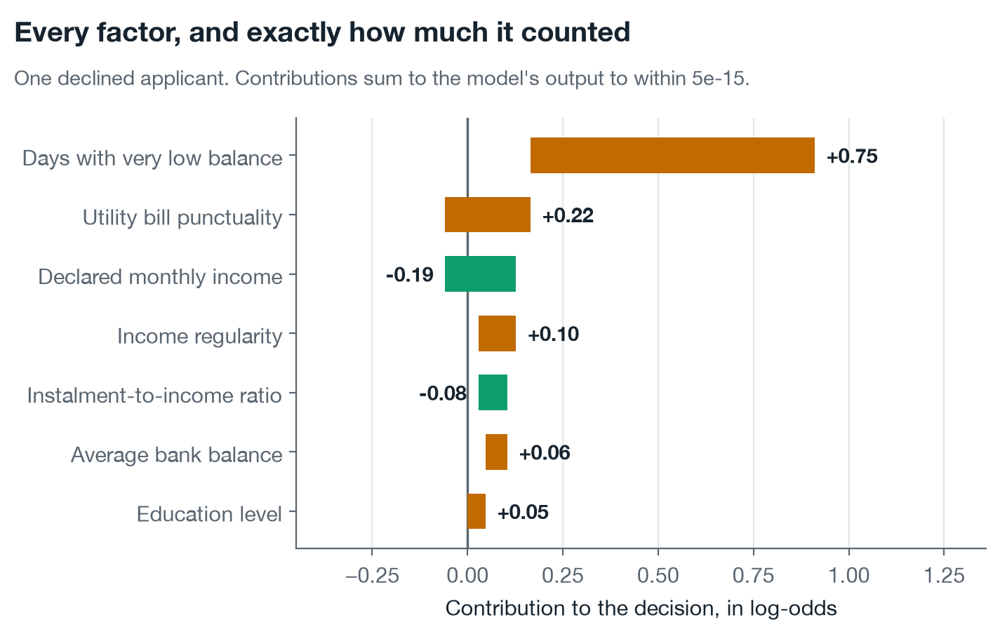 Every factor, and exactly how much it counted
One declined applicant. Contributions sum to the model's output to within 5e-15.
Days with very low balance +0.75
Utility bill punctuality +0.22
Declared monthly income -0.19
Income regularity +0.10
Instalment-to-income ratio -0.08
Average bank balance +0.06
Education level +0.05
−0.25 0.00 0.25 0.50 0.75 1.00 1.25
Contribution to the decision, in log-odds